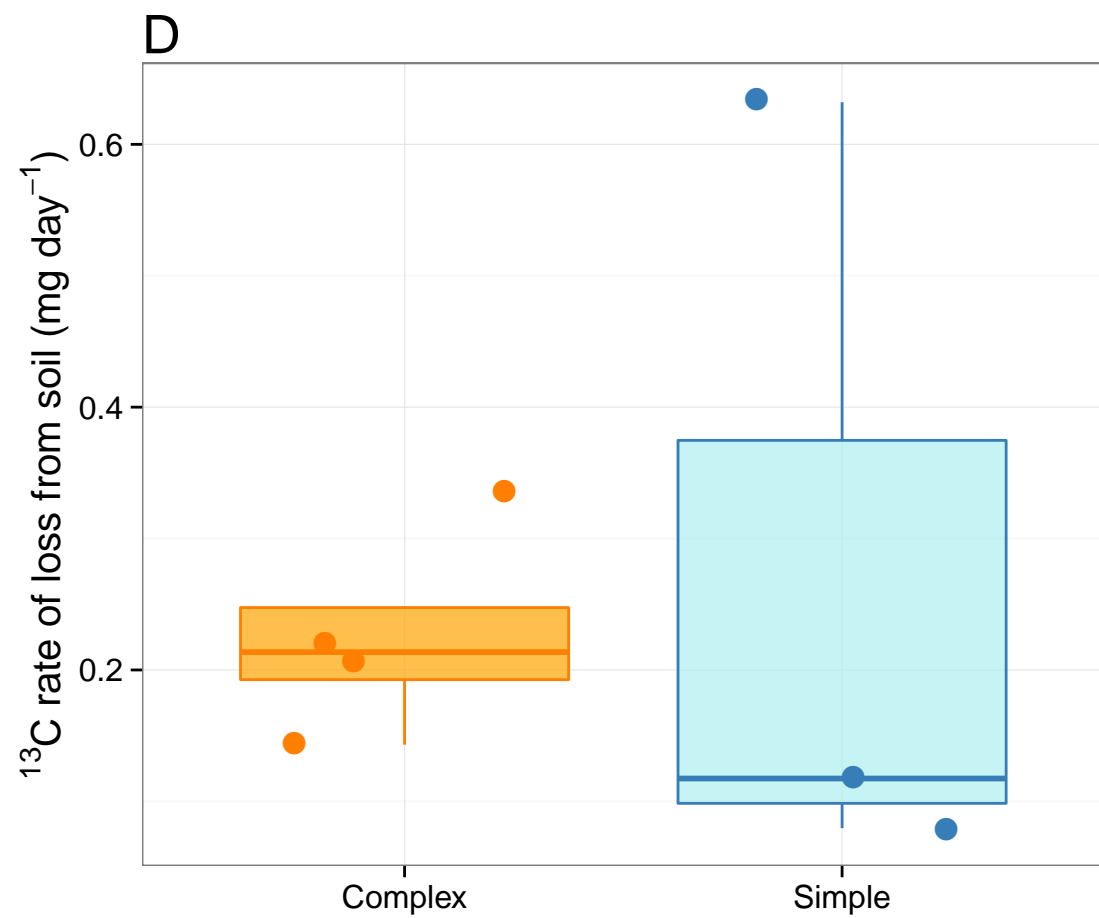 D
¹³C rate of loss from soil (mg day⁻¹)
0.6
0.4
0.2
Complex
Simple